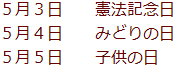 ５月３日　　憲法記念日
５月４日　　みどりの日
５月５日　　子供の日